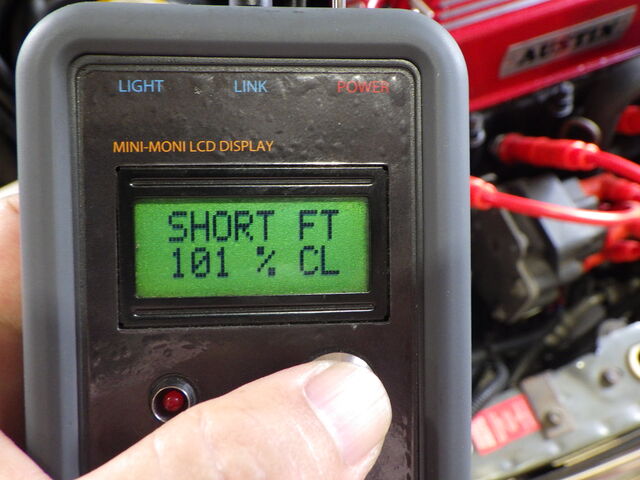 AUSTIN
LIGHT LINK POWER
MINI-MONI LCD DISPLAY
SHORT FT
101 % CL